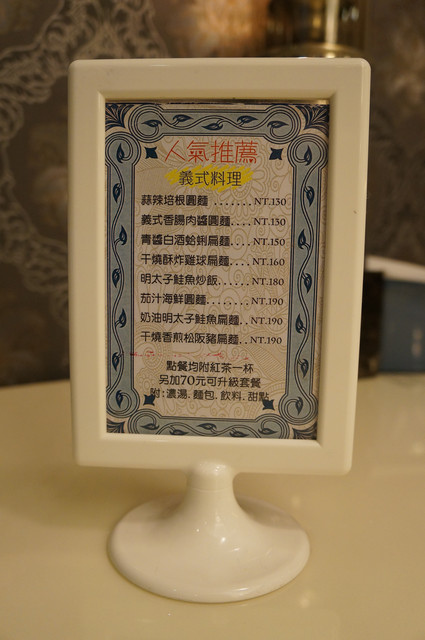 人氣推薦
義式料理
蒜辣培根圓麵.......NT.130
義式香腸肉醬圓麵....NT.130
青醬白酒蛤蜊扁麵....NT.150
干燒酥炸雞球扁麵....NT.160
明太子鮭魚炒飯.......NT.180
茄汁海鮮圓麵.......NT.190
奶油明太子鮭魚扁麵..NT.190
干燒香煎松阪豬扁麵..NT.190
點餐均附紅茶一杯
另加70元可升級套餐
附:濃湯.麵包.飲料.甜點